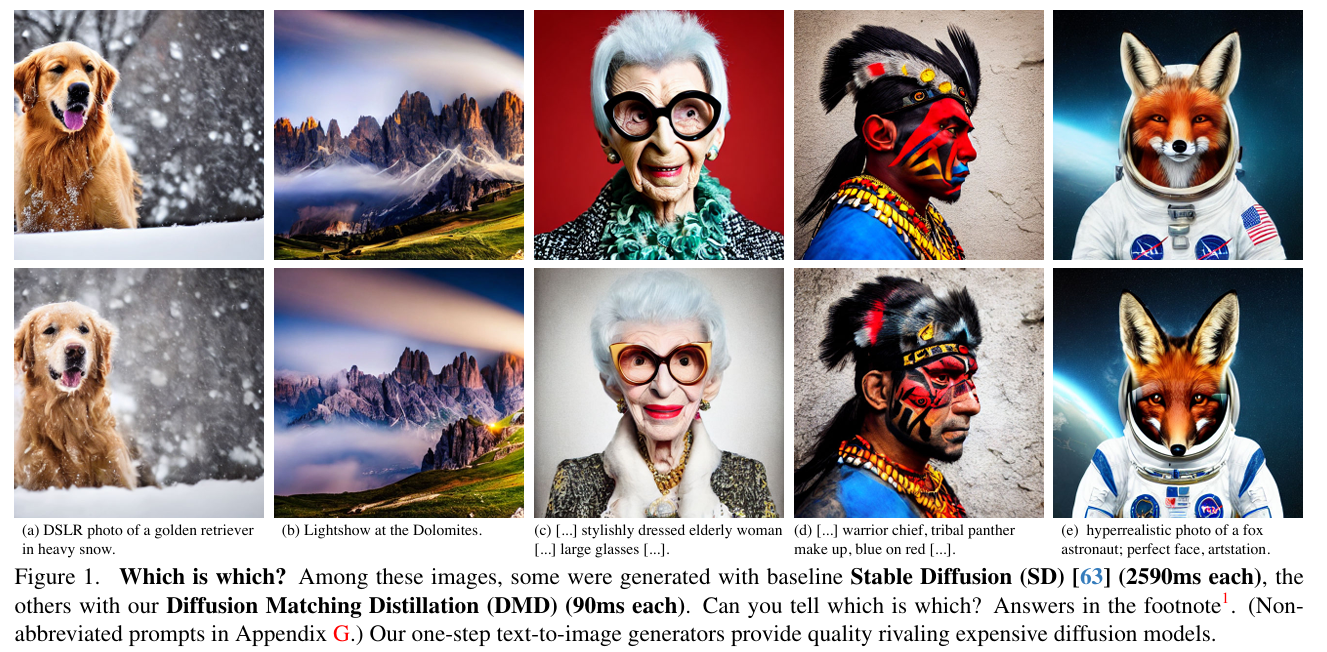 (a) DSLR photo of a golden retriever
in heavy snow.
(b) Lightshow at the Dolomites.
(c) [...] stylishly dressed elderly woman
[...] large glasses [...].
(d) [...] warrior chief, tribal panther
make up, blue on red [...].
(e) hyperrealistic photo of a fox
astronaut; perfect face, artstation.
Figure 1. Which is which? Among these images, some were generated with baseline Stable Diffusion (SD) [63] (2590ms each), the
others with our Diffusion Matching Distillation (DMD) (90ms each). Can you tell which is which? Answers in the footnote1. (Non-
abbreviated prompts in Appendix G.) Our one-step text-to-image generators provide quality rivaling expensive diffusion models.